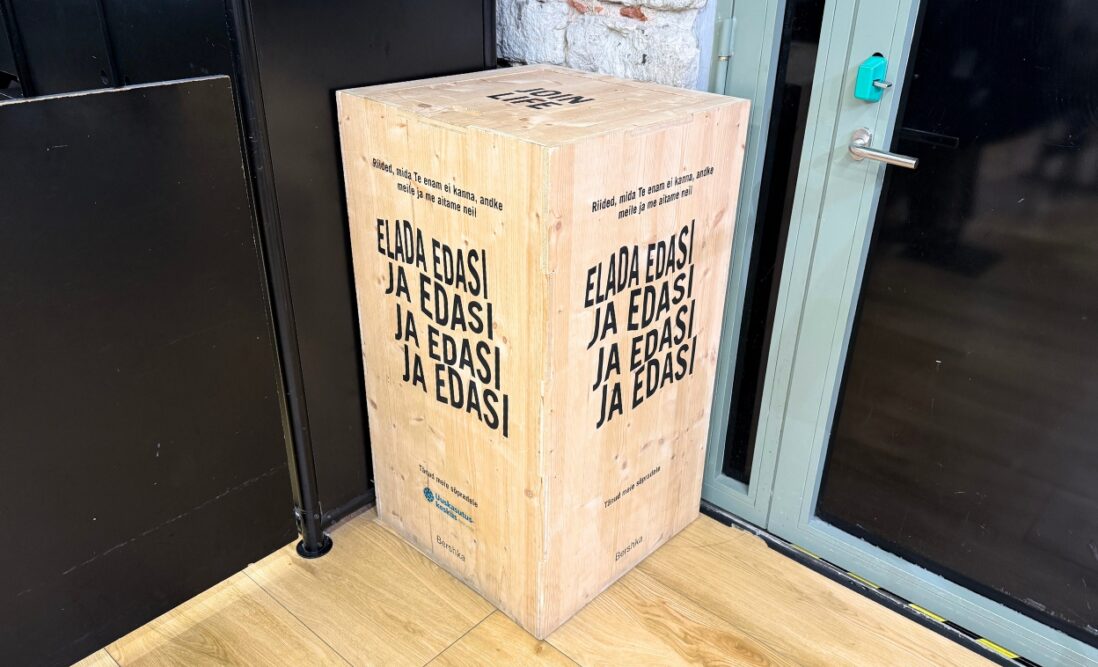 JOIN
LIFE
Riided, mida Te enam ei kanna, andke
meile ja me aitame neil
ELADA EDASI
JA EDASI
JA EDASI
JA EDASI
Tänud meie sõpradele
Uuskasutus-
keskus
Bershka
Riided, mida Te enam ei kanna, andke
meile ja me aitame neil
ELADA EDASI
JA EDASI
JA EDASI
JA EDASI
Tänud meie sõpradele
Bershka